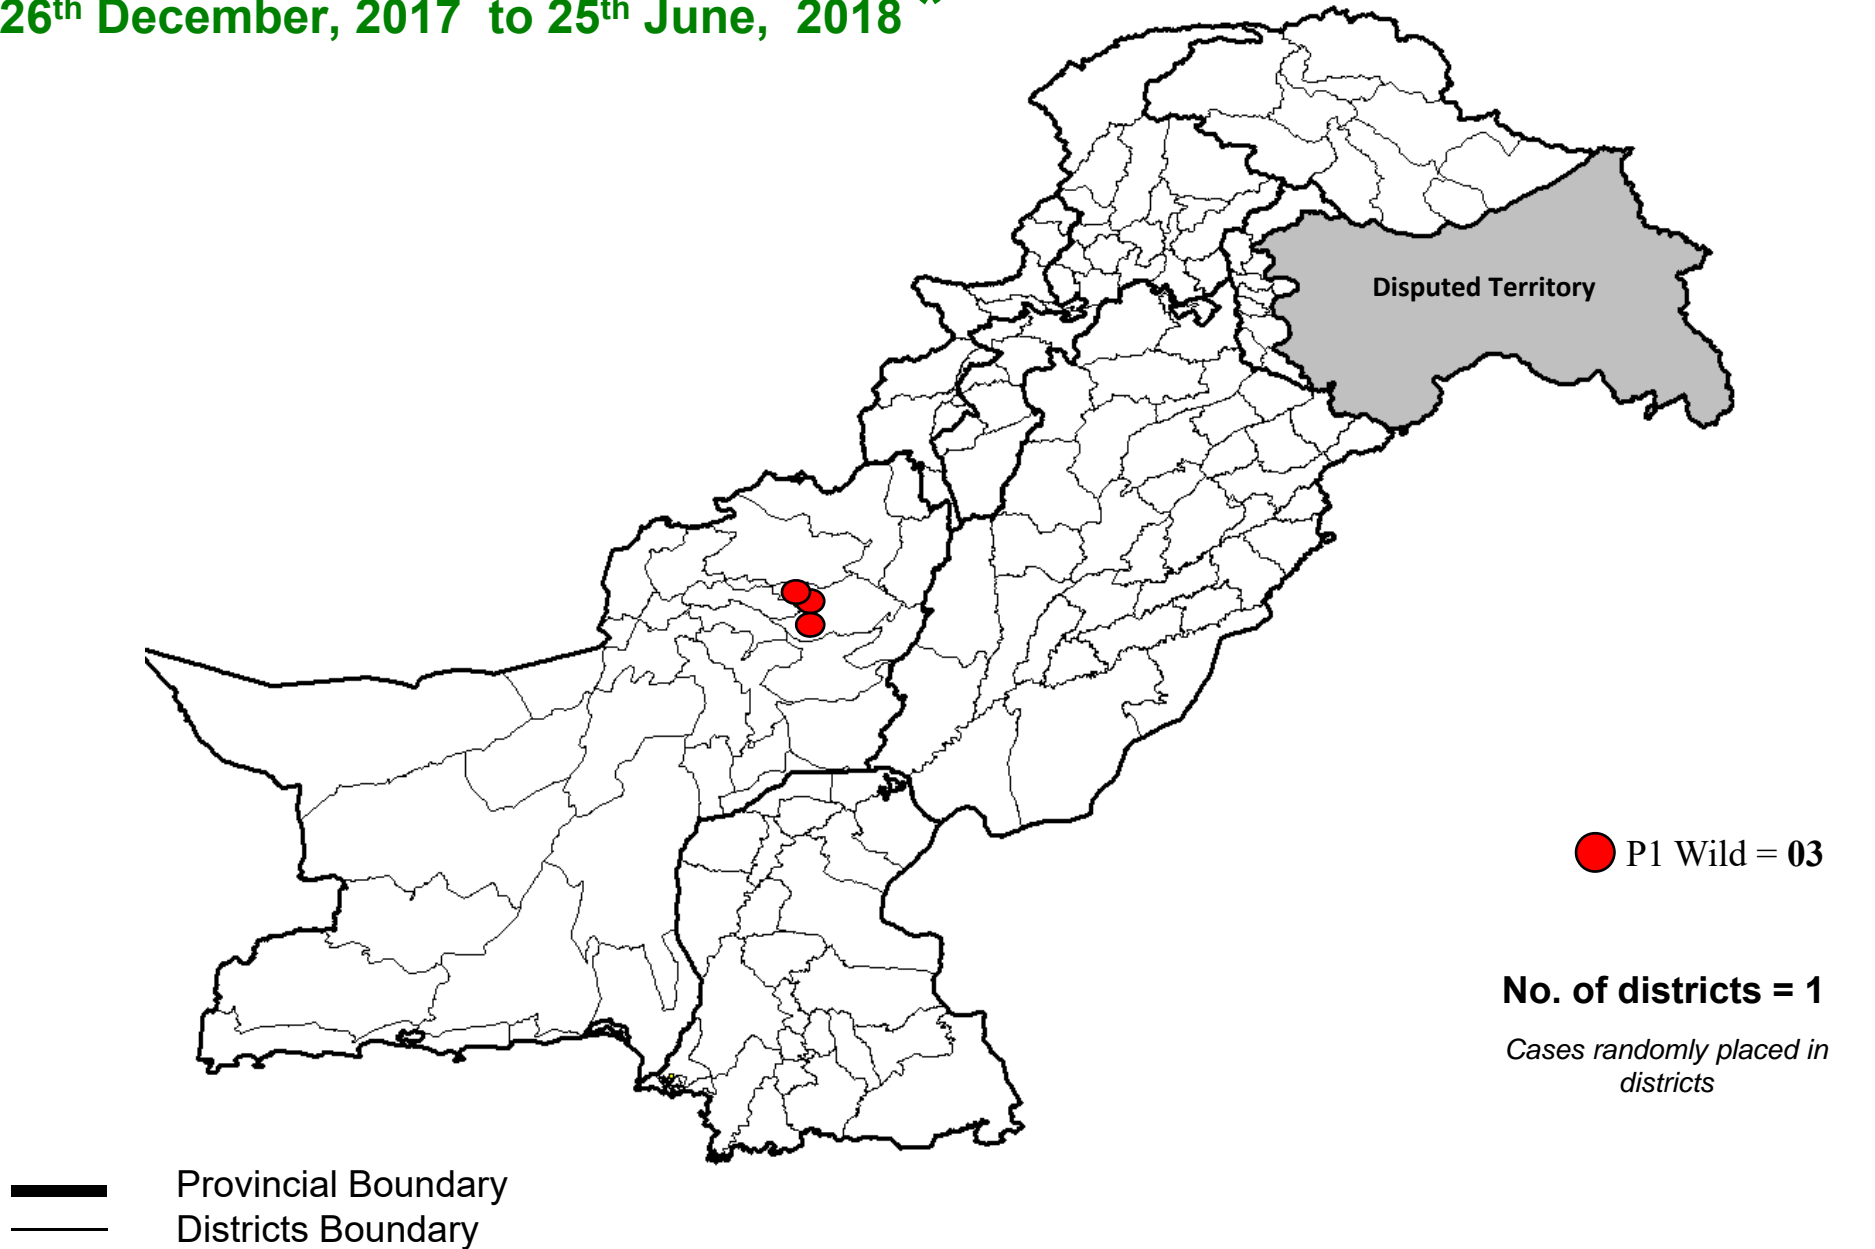 26th December, 2017 to 25th June, 2018 "
Disputed Territory
P1 Wild = 03
No. of districts = 1
Cases randomly placed in
districts
Provincial Boundary
Districts Boundary